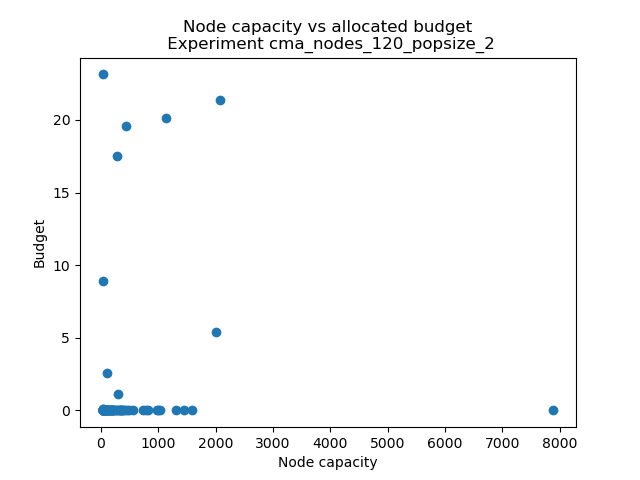 Node capacity vs allocated budget
Experiment cma_nodes_120_popsize_2
Budget
20
15
10
5
0
0 1000 2000 3000 4000 5000 6000 7000 8000
Node capacity